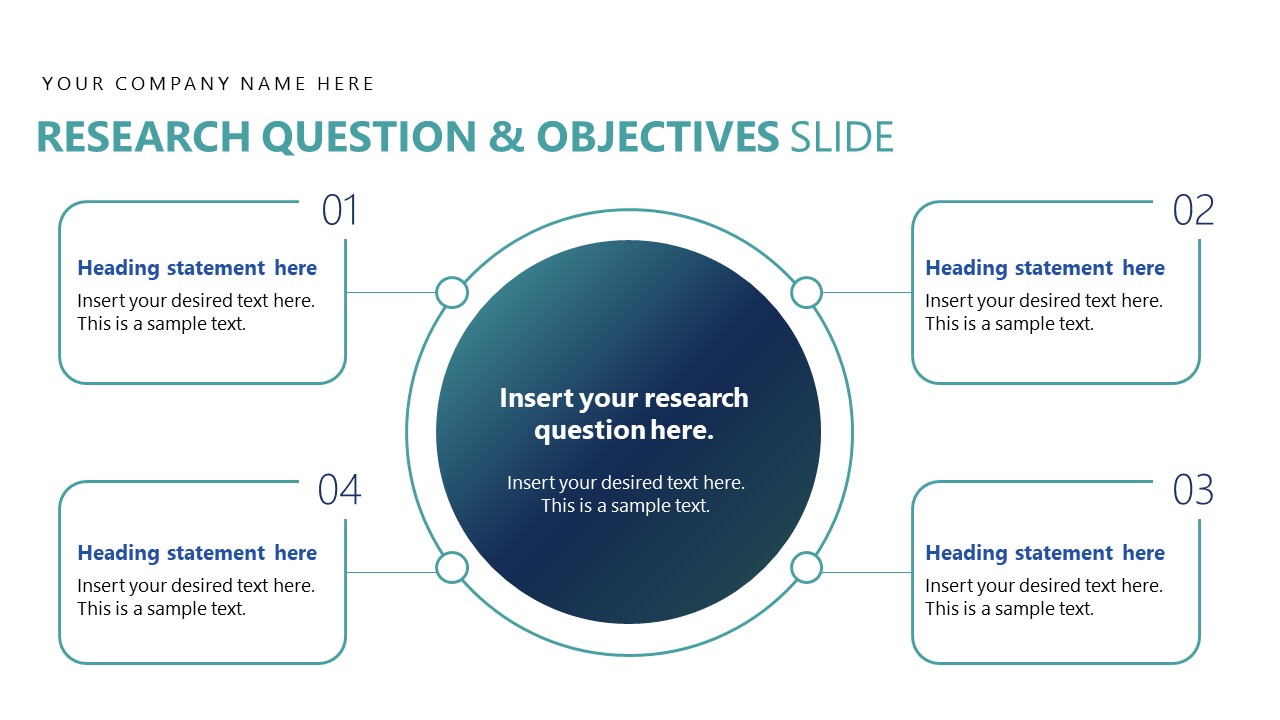 YOUR COMPANY NAME HERE
RESEARCH QUESTION & OBJECTIVES SLIDE
01
Heading statement here
Insert your desired text here.
This is a sample text.
02
Heading statement here
Insert your desired text here.
This is a sample text.
Insert your research
question here.
Insert your desired text here.
This is a sample text.
04
Heading statement here
Insert your desired text here.
This is a sample text.
03
Heading statement here
Insert your desired text here.
This is a sample text.